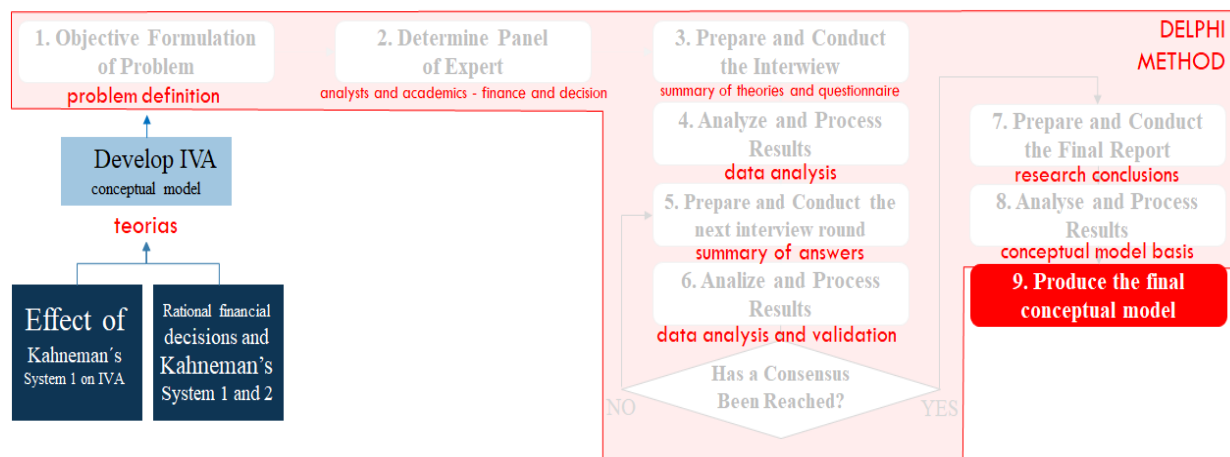 1. Objective Formulation
of Problem
problem definition
2. Determine Panel
of Expert
analysts and academics - finance and decision
3. Prepare and Conduct
the Interview
summary of theories and questionnaire
DELPHI
METHOD
4. Analyze and Process
Results
data analysis
5. Prepare and Conduct the
next interview round
summary of answers
6. Analize and Process
Results
data analysis and validation
Has a Consensus
Been Reached?
NO
YES
7. Prepare and Conduct
the Final Report
research conclusions
8. Analyse and Process
Results
conceptual model basis
9. Produce the final
conceptual model
Develop IVA
conceptual model
teorias
Effect of
Kahneman´s
System 1 on IVA
Rational financial
decisions and
Kahneman's
System 1 and 2